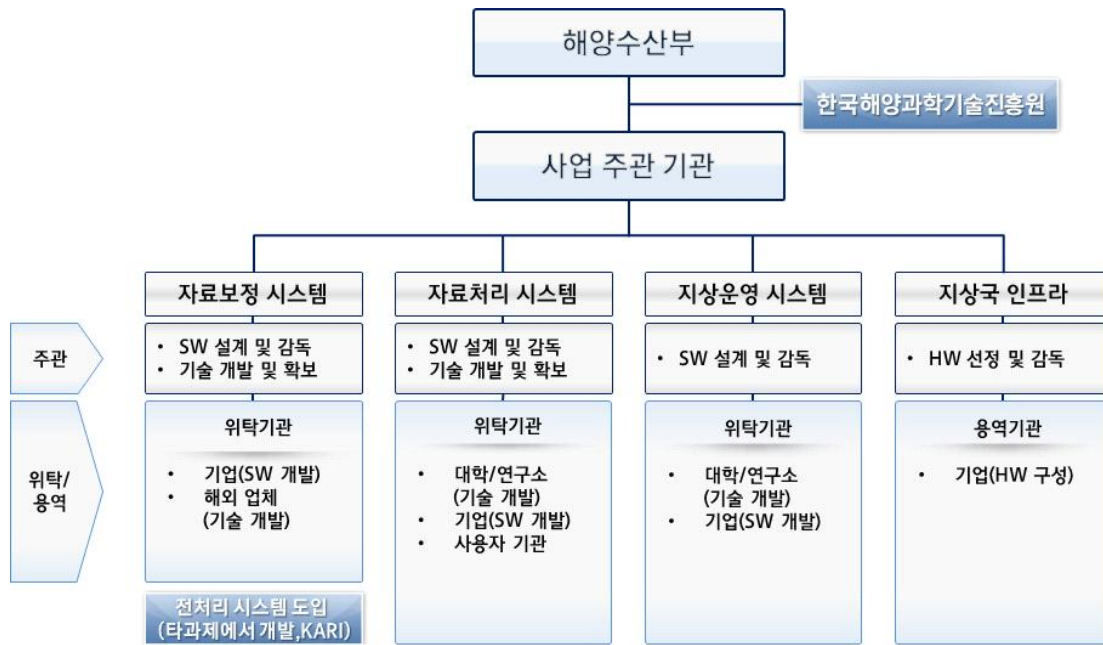 해양수산부
한국해양과학기술진흥원
사업 주관 기관
자료보정 시스템
자료처리 시스템
지상운영 시스템
지상국 인프라
주관
• SW 설계 및 감독
• 기술 개발 및 확보
• SW 설계 및 감독
• 기술 개발 및 확보
• SW 설계 및 감독
• HW 선정 및 감독
위탁/
용역
위탁기관
• 기업(SW 개발)
• 해외 업체
(기술 개발)
위탁기관
• 대학/연구소
(기술 개발)
• 기업(SW 개발)
• 사용자 기관
위탁기관
• 대학/연구소
(기술 개발)
• 기업(SW 개발)
용역기관
• 기업(HW 구성)
전처리 시스템 도입
(타과제에서 개발,KARI)